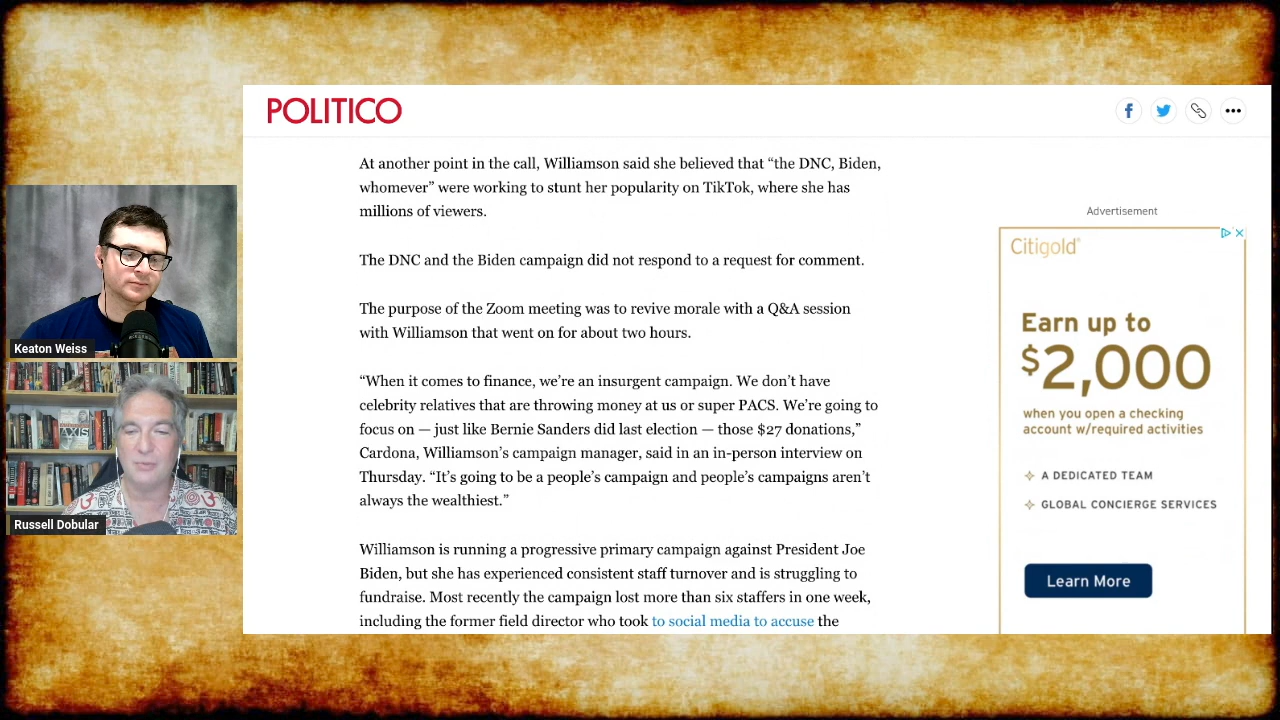 POLITICO
At another point in the call, Williamson said she believed that “the DNC, Biden,
whomever” were working to stunt her popularity on TikTok, where she has
millions of viewers.
The DNC and the Biden campaign did not respond to a request for comment.
The purpose of the Zoom meeting was to revive morale with a Q&A session
with Williamson that went on for about two hours.
“When it comes to finance, we’re an insurgent campaign. We don’t have
celebrity relatives that are throwing money at us or super PACS. We’re going to
focus on — just like Bernie Sanders did last election — those $27 donations,”
Cardona, Williamson’s campaign manager, said in an in-person interview on
Thursday. “It’s going to be a people’s campaign and people’s campaigns aren’t
always the wealthiest.”
Williamson is running a progressive primary campaign against President Joe
Biden, but she has experienced consistent staff turnover and is struggling to
fundraise. Most recently the campaign lost more than six staffers in one week,
including the former field director who took to social media to accuse the
Advertisement
Citigold®
Earn up to
$2,000
when you open a checking
account w/required activities
A DEDICATED TEAM
GLOBAL CONCIERGE SERVICES
Learn More
Keaton Weiss
AXIS
Russell Dobular